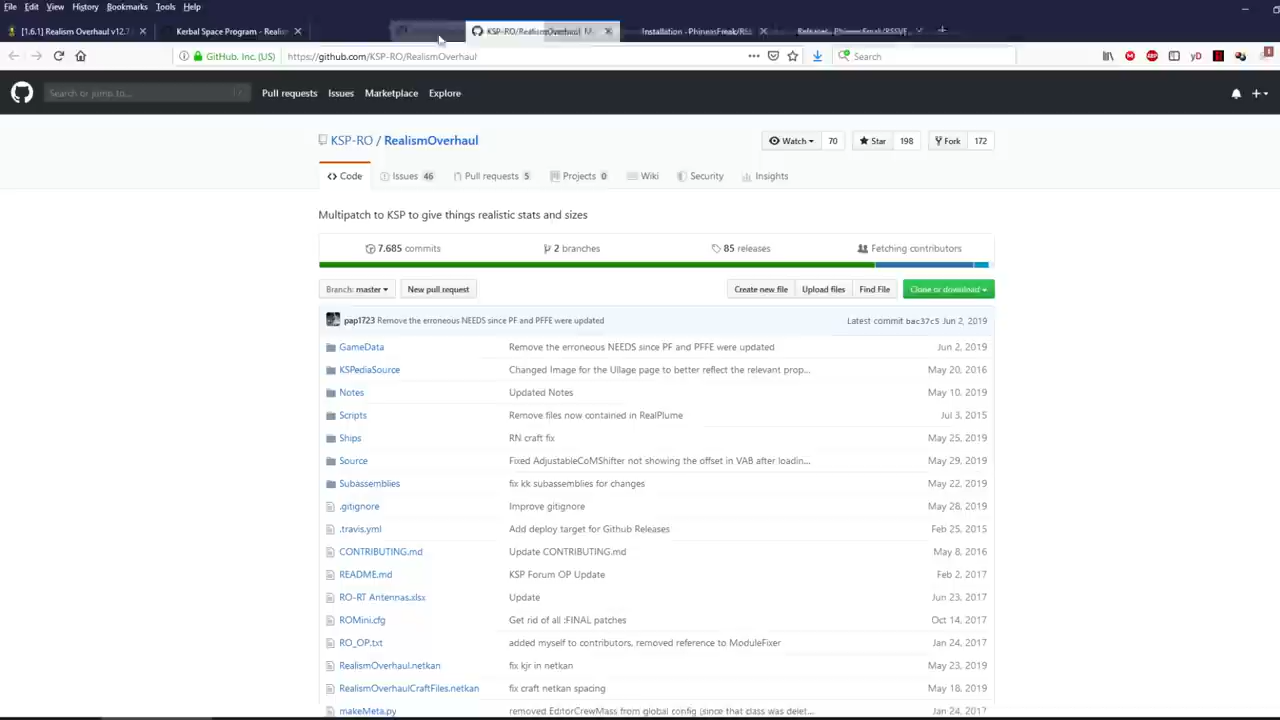 File Edit View History Bookmarks Tools Help
[1.6.1] Realism Overhaul v12.7
Kerbal Space Program - Realis
KSP-RO/RealismOverhaul: M
Installation - PhineasFreak/RSS
GitHub, Inc. (US)
https://github.com/KSP-RO/RealismOverhaul
Search
Search or jump to...
/
Pull requests Issues Marketplace Explore
KSP-RO / RealismOverhaul
Watch 70
Star 198
Fork 172
Code
Issues 46
Pull requests 5
Projects 0
Wiki
Security
Insights
Multipatch to KSP to give things realistic stats and sizes
7.685 commits
2 branches
85 releases
Fetching contributors
Branch: master
New pull request
Create new file
Upload files
Find File
Clone or download
pap1723 Remove the erroneous NEEDS since PF and PFFE were updated
Latest commit bac37c5 Jun 2, 2019
GameData Remove the erroneous NEEDS since PF and PFFE were updated Jun 2, 2019
KSPediaSource Changed Image for the Ullage page to better reflect the relevant prop... May 20, 2016
Notes Updated Notes May 10, 2019
Scripts Remove files now contained in RealPlume Jul 3, 2015
Ships RN craft fix May 25, 2019
Source Fixed AdjustableCoMShifter not showing the offset in VAB after loadin... May 29, 2019
Subassemblies fix kk subassemblies for changes May 22, 2019
.gitignore Improve gitignore May 28, 2019
.travis.yml Add deploy target for Github Releases Feb 25, 2015
CONTRIBUTING.md Update CONTRIBUTING.md May 8, 2016
README.md KSP Forum OP Update Feb 2, 2017
RO-RT Antennas.xlsx Update Jun 23, 2017
ROMini.cfg Get rid of all :FINAL patches Oct 14, 2017
RO_OP.txt added myself to contributors, removed reference to ModuleFixer Jan 24, 2017
RealismOverhaul.netkan fix kjr in netkan May 23, 2019
RealismOverhaulCraftFiles.netkan fix craft netkan spacing May 18, 2019
makeMeta.py removed EditorCrewMass from global config (since that class was delet... Jan 24, 2017